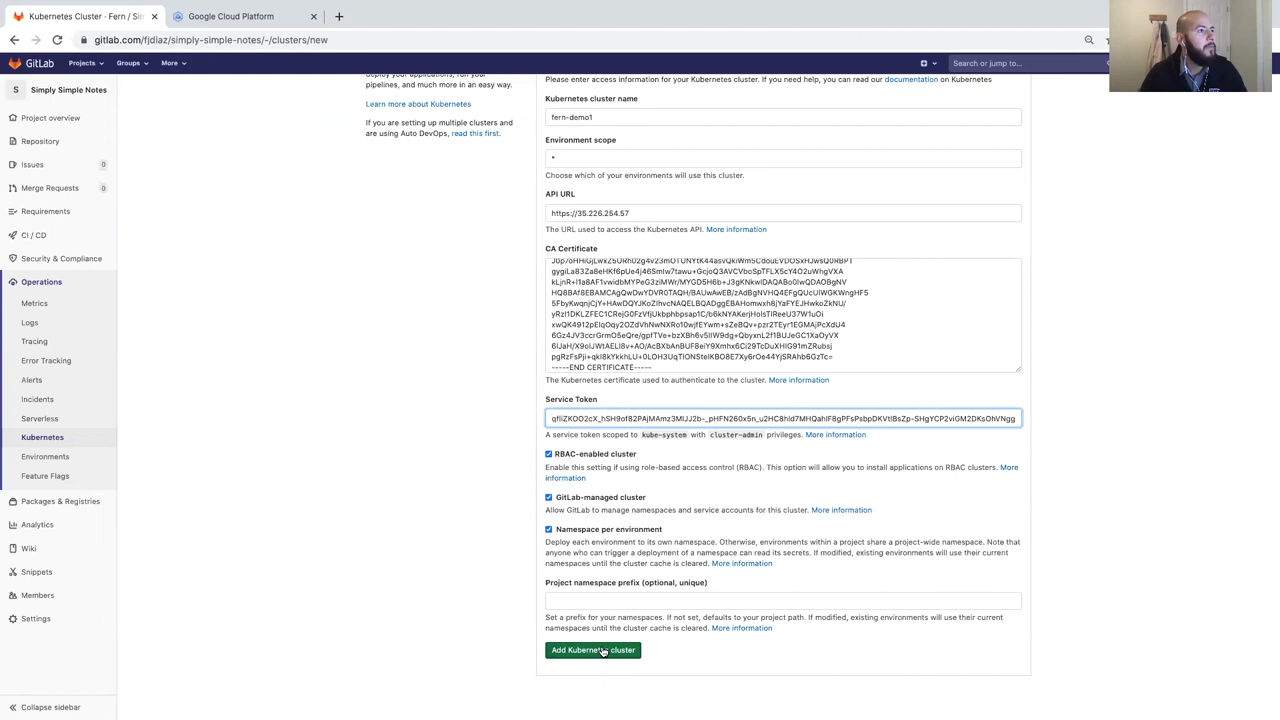 Kubernetes Cluster · Fern / Sim
Google Cloud Platform
gitlab.com/fjdiaz/simply-simple-notes/-/clusters/new
GitLab
Projects
Groups
More
Search or jump to...
S
Simply Simple Notes
Project overview
Repository
Issues
0
Merge Requests
0
Requirements
CI / CD
Security & Compliance
Operations
Metrics
Logs
Tracing
Error Tracking
Alerts
Incidents
Serverless
Kubernetes
Environments
Feature Flags
Packages & Registries
Analytics
Wiki
Snippets
Members
Settings
Collapse sidebar
pipelines, and much more in an easy way.
Learn more about Kubernetes
If you are setting up multiple clusters and
are using Auto DevOps, read this first.
Please enter access information for your Kubernetes cluster. If you need help, you can read our documentation on Kubernetes
Kubernetes cluster name
fern-demo1
Environment scope
*
Choose which of your environments will use this cluster.
API URL
https://35.226.254.57
The URL used to access the Kubernetes API. More information
CA Certificate
-----END CERTIFICATE-----
The Kubernetes certificate used to authenticate to the cluster. More information
Service Token
A service token scoped to kube-system with cluster-admin privileges. More information
RBAC-enabled cluster
Enable this setting if using role-based access control (RBAC). This option will allow you to install applications on RBAC clusters. More
information
GitLab-managed cluster
Allow GitLab to manage namespaces and service accounts for this cluster. More information
Namespace per environment
Deploy each environment to its own namespace. Otherwise, environments within a project share a project-wide namespace. Note that
anyone who can trigger a deployment of a namespace can read its secrets. If modified, existing environments will use their current
namespaces until the cluster cache is cleared. More information
Project namespace prefix (optional, unique)
Set a prefix for your namespaces. If not set, defaults to your project path. If modified, existing environments will use their current
namespaces until the cluster cache is cleared. More information
Add Kubernetes cluster